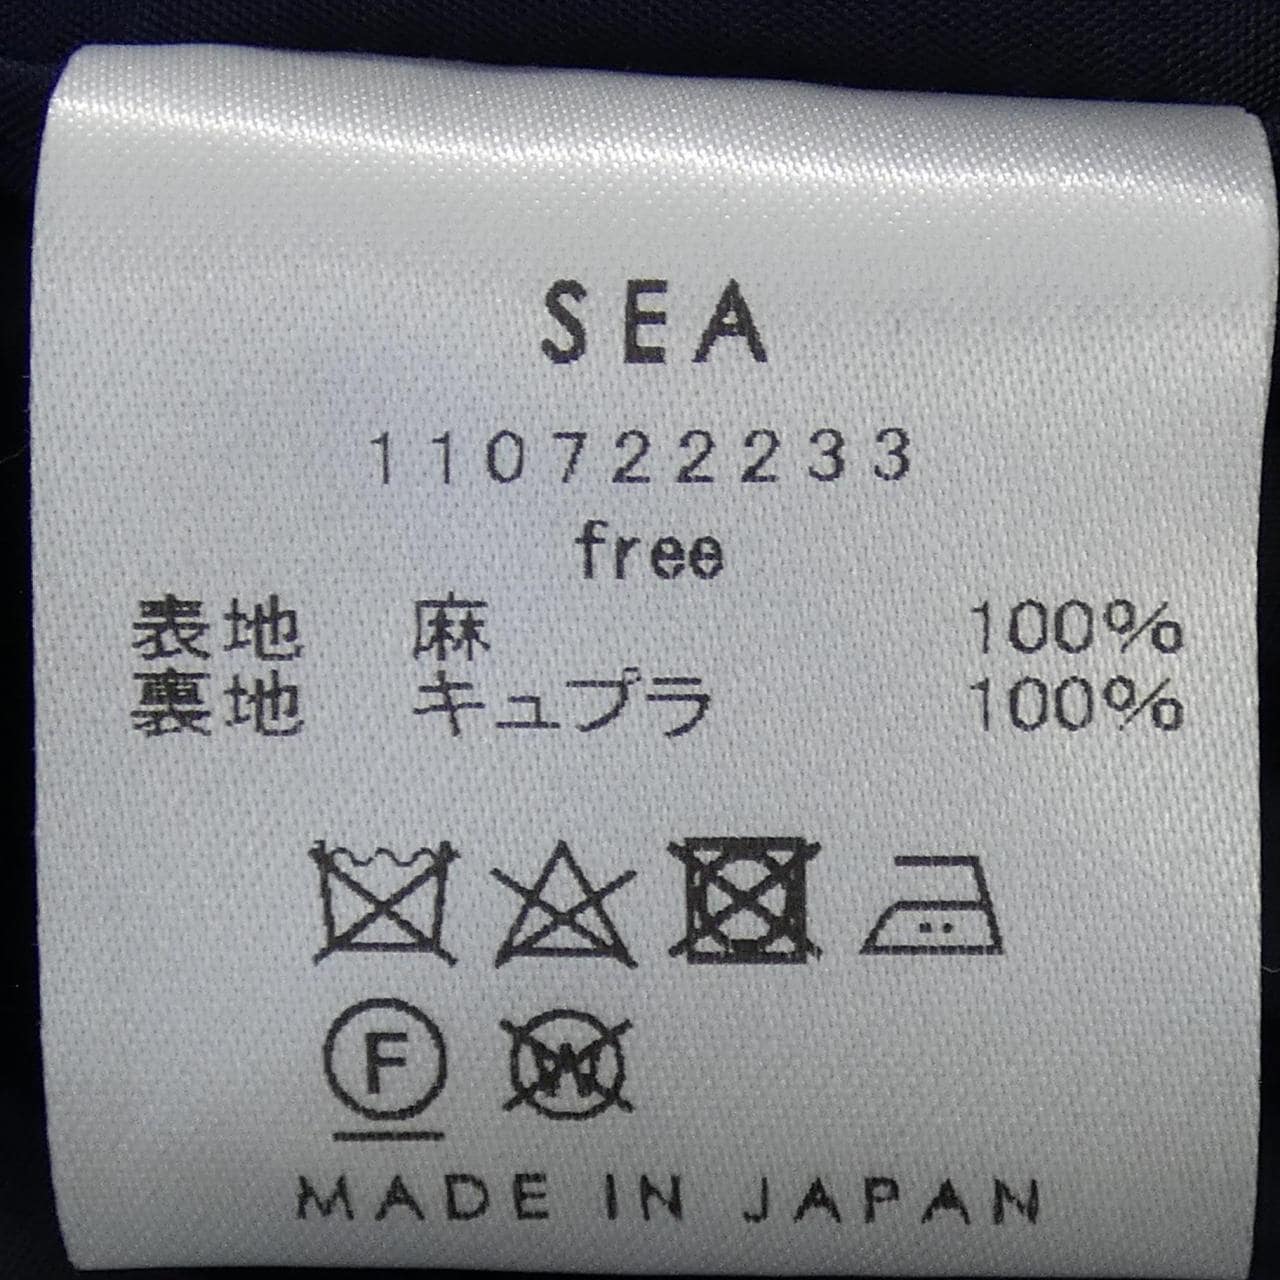 SEA
110722233
free
表地 麻 100%
裏地 キュプラ 100%
F W
MADE IN JAPAN